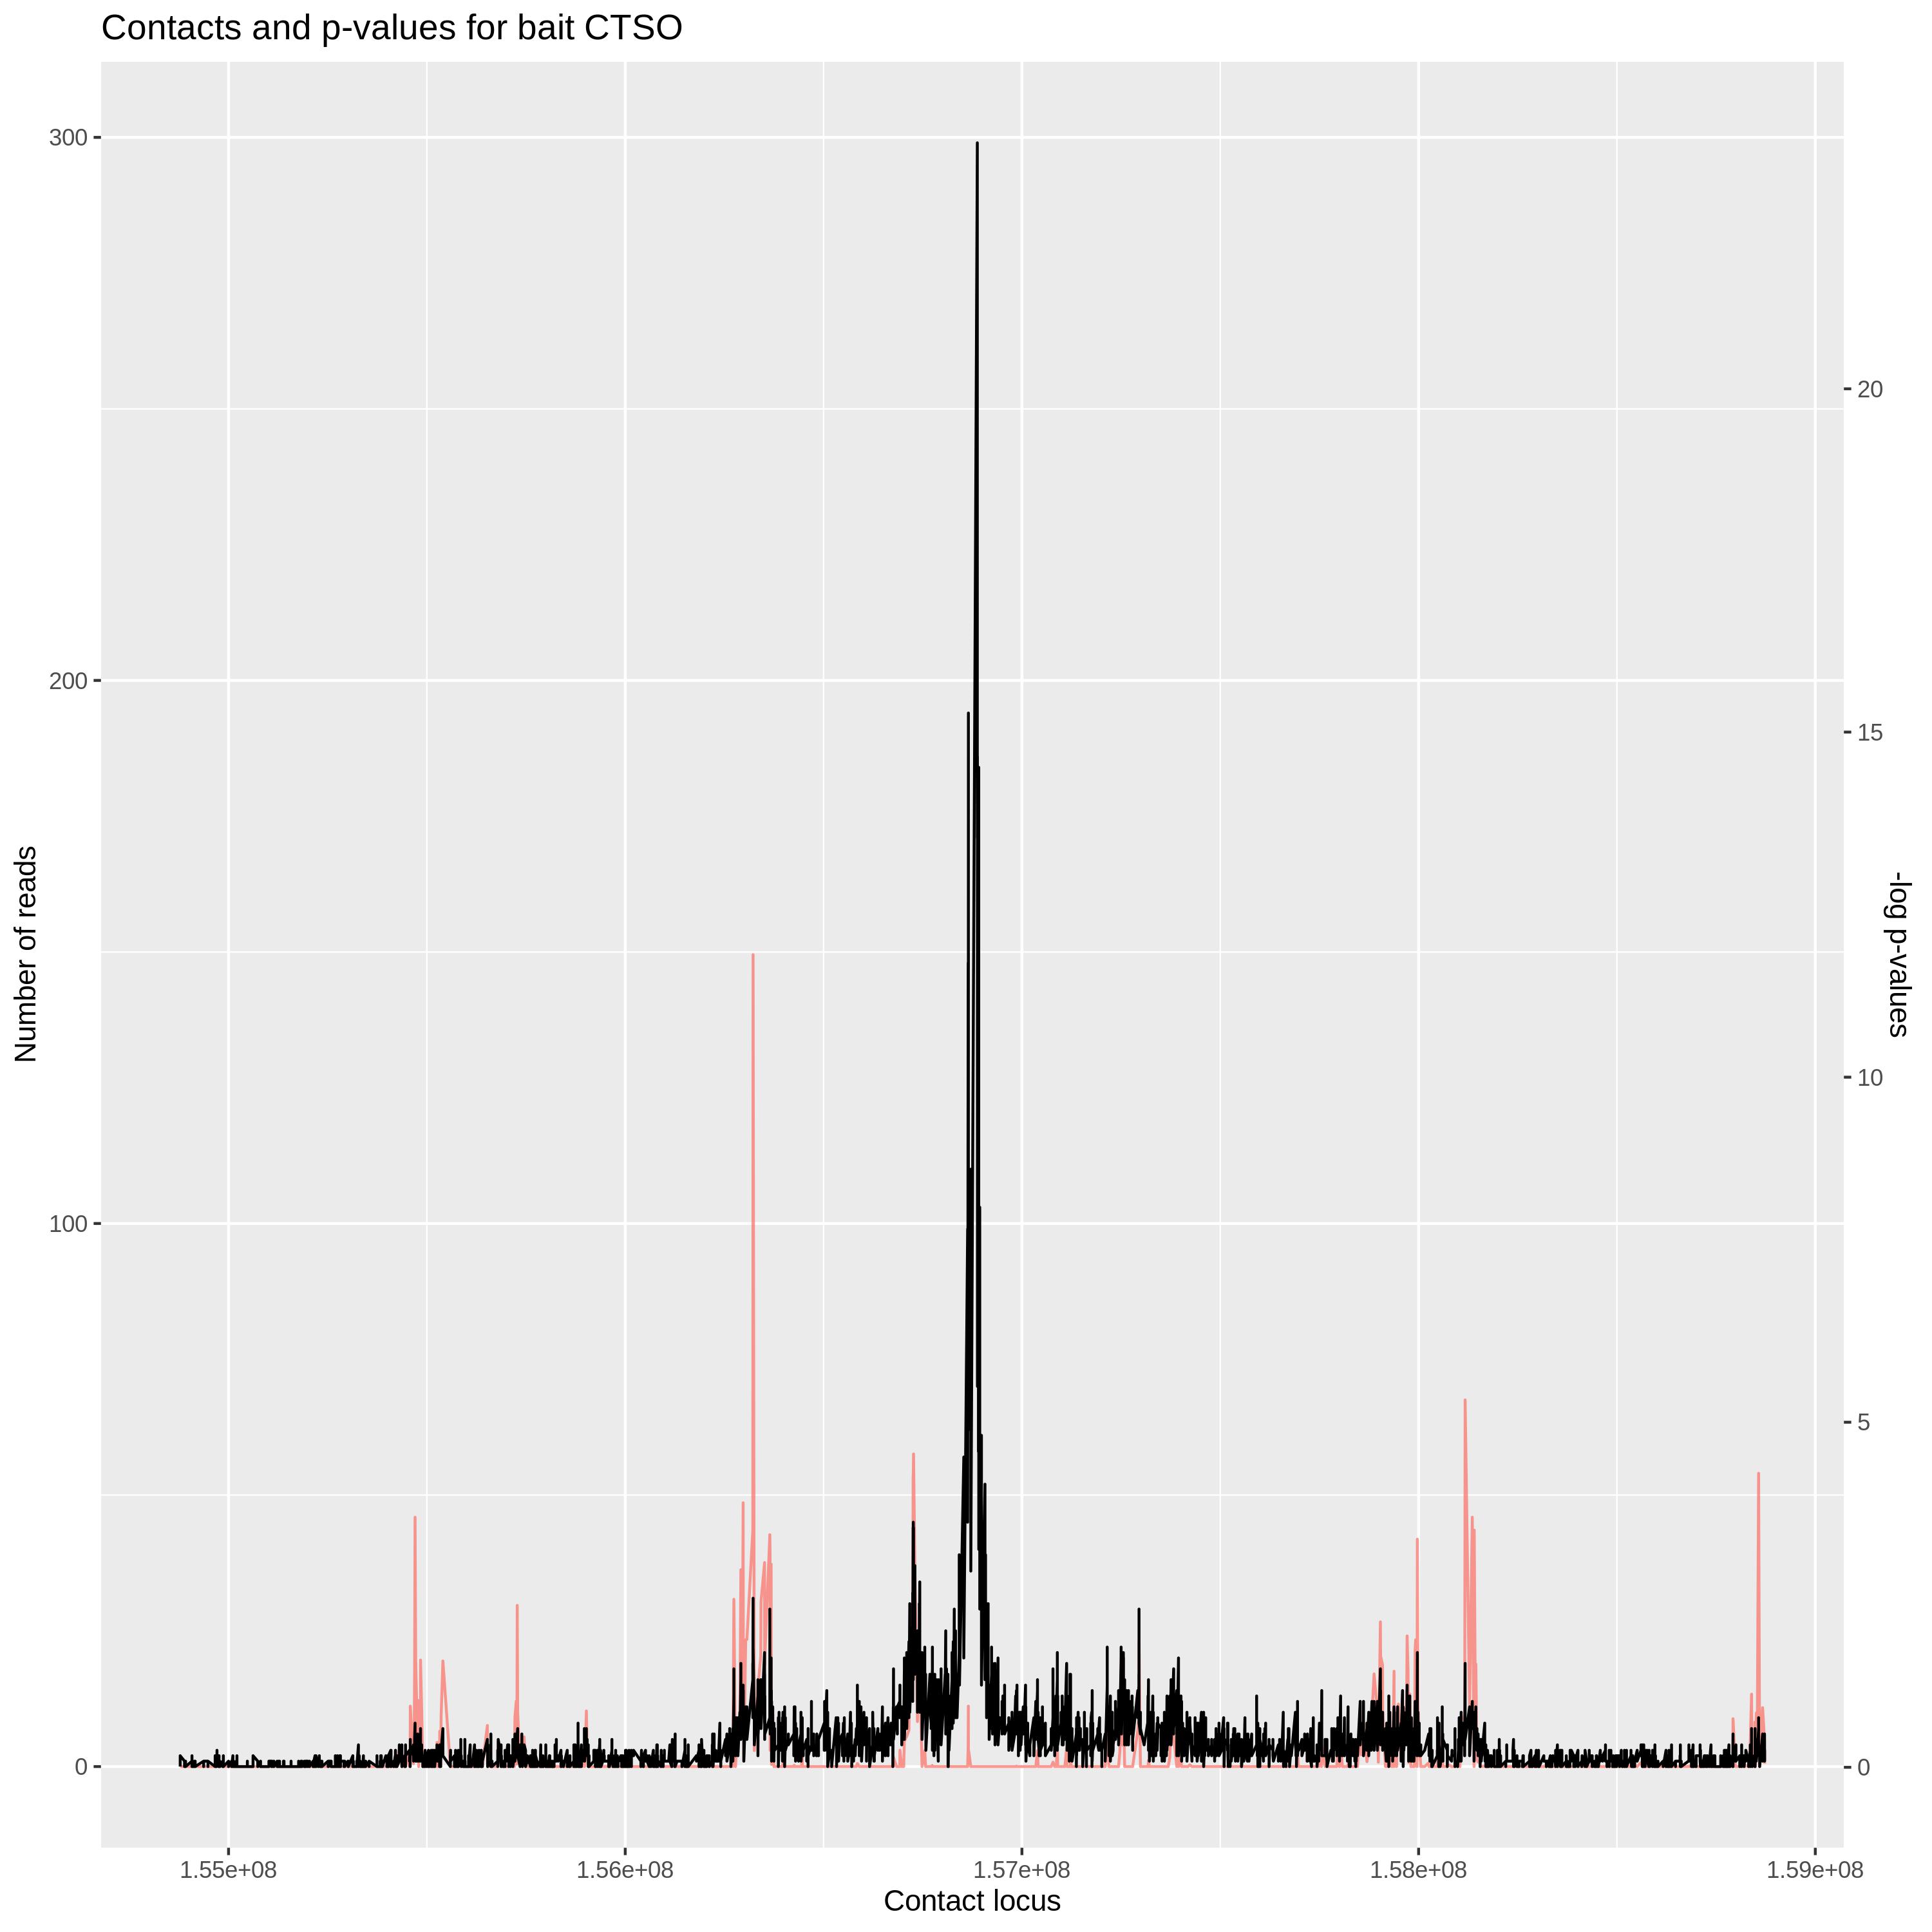 Contacts and p-values for bait CTSO
300
200
100
0
Number of reads
20
15
10
5
0
-log p-values
1.55e+08
1.56e+08
1.57e+08
1.58e+08
1.59e+08
Contact locus